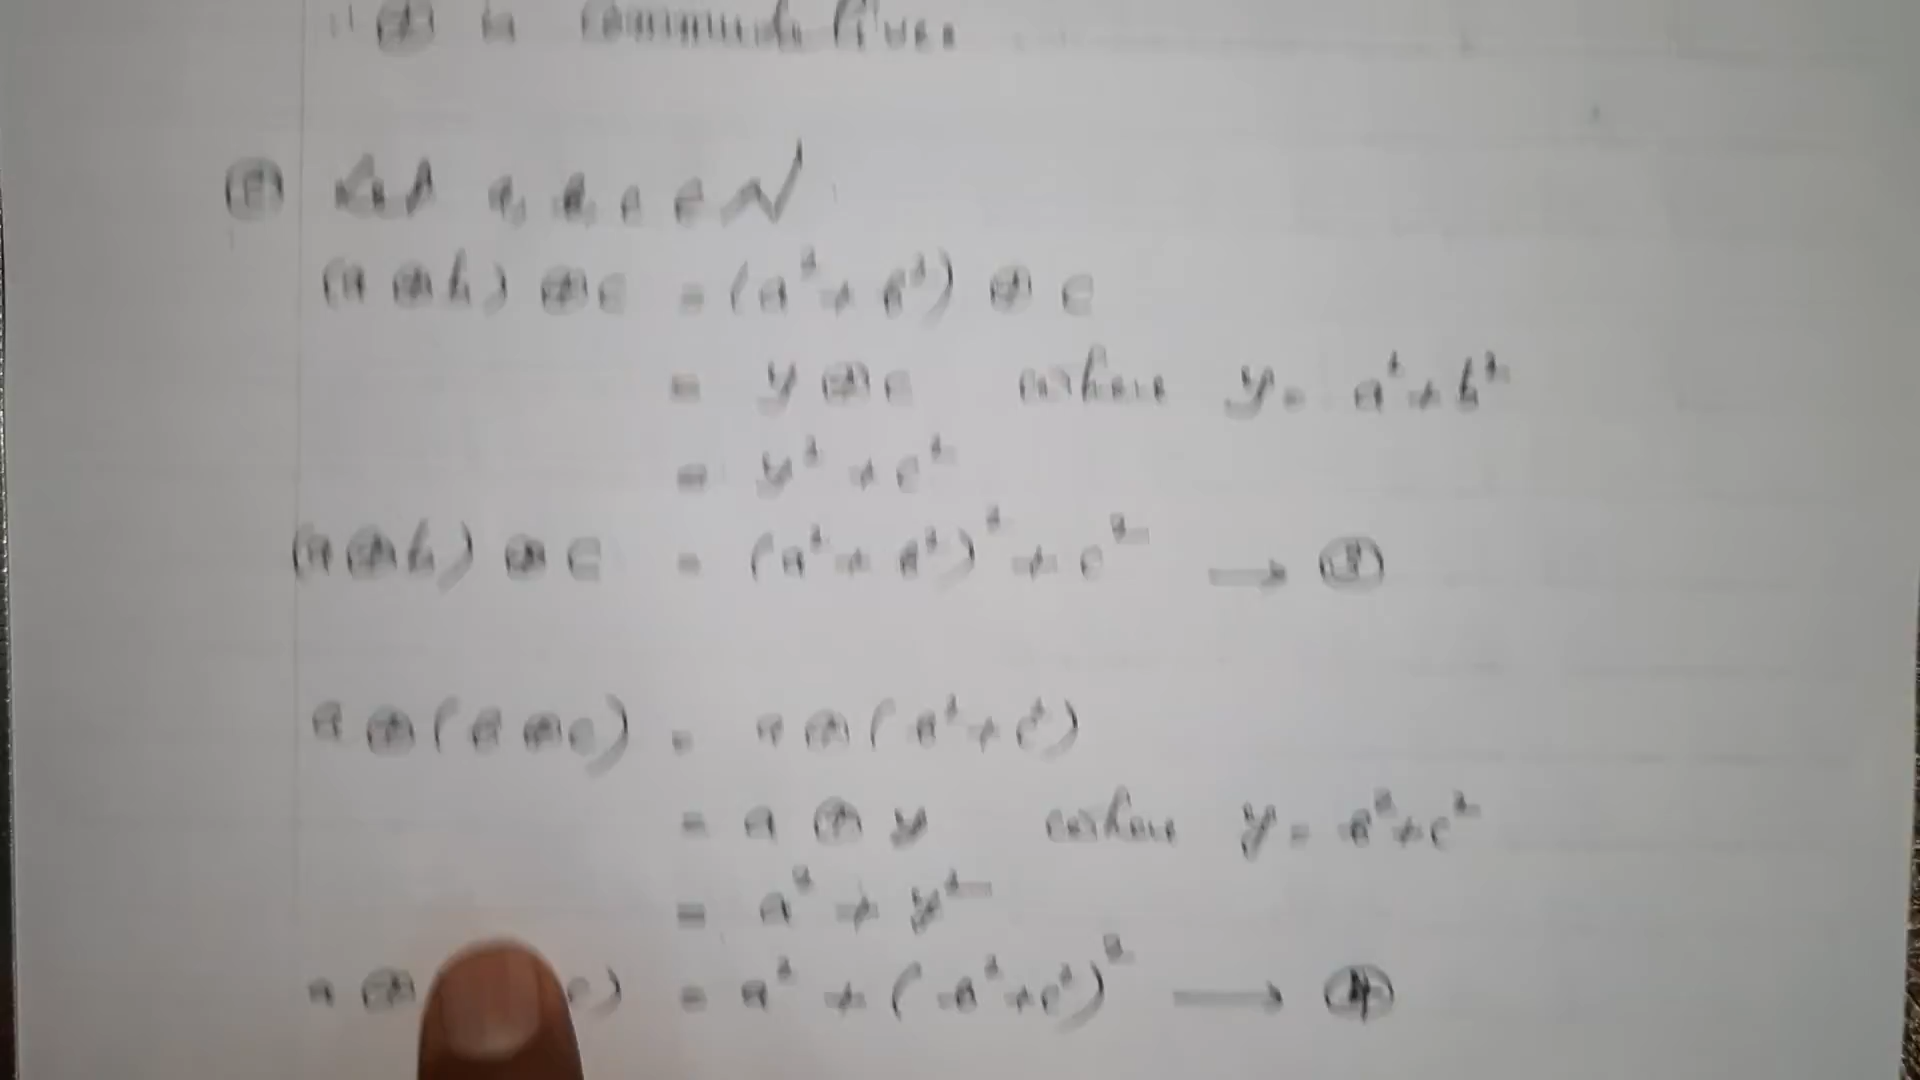 ∴ ⊛ is commutative
(c) Let a, b, c ∈ N
(a ⊛ b) ⊛ c = (a² + b²) ⊛ c
= y ⊛ c where y = a² + b²
= y² + c²
(a ⊛ b) ⊛ c = (a² + b²)² + c² → ③
a ⊛ (b ⊛ c) = a ⊛ (b² + c²)
= a ⊛ y where y = b² + c²
= a² + y²
a ⊛ c) = a² + (b² + c²)² → ④